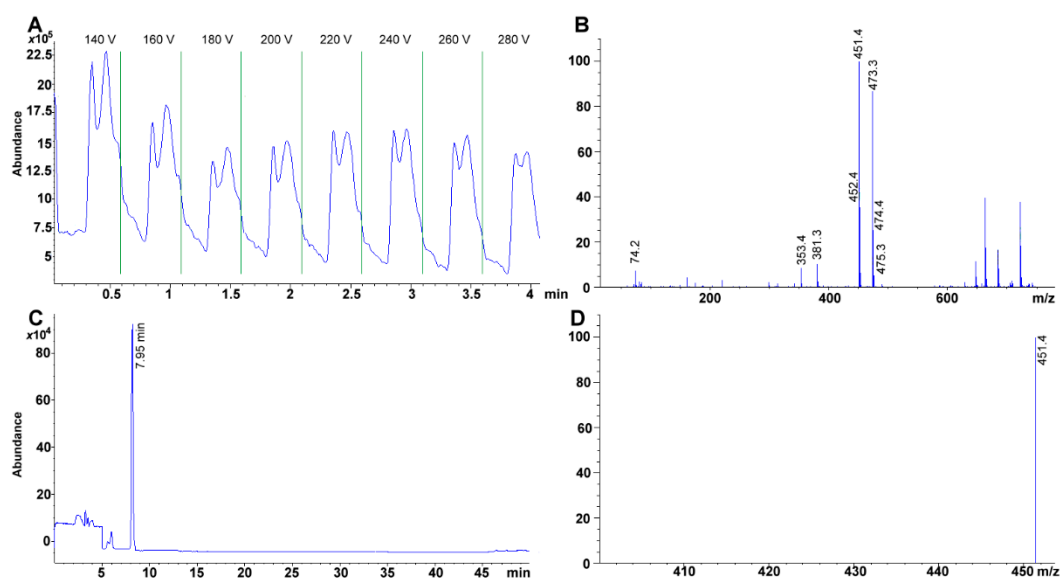 A
x10⁵
140 V 160 V 180 V 200 V 220 V 240 V 260 V 280 V
22.5
20
17.5
15
12.5
10
7.5
5
Abundance
0.5 1 1.5 2 2.5 3 3.5 4 min
B
100
80
60
40
20
0
451.4
473.3
452.4
474.4
475.3
381.3
353.4
74.2
200 400 600 m/z
C
x10⁴
80
60
40
20
0
Abundance
7.95 min
5 10 15 20 25 30 35 40 45 min
D
100
80
60
40
20
0
451.4
410 420 430 440 450 m/z